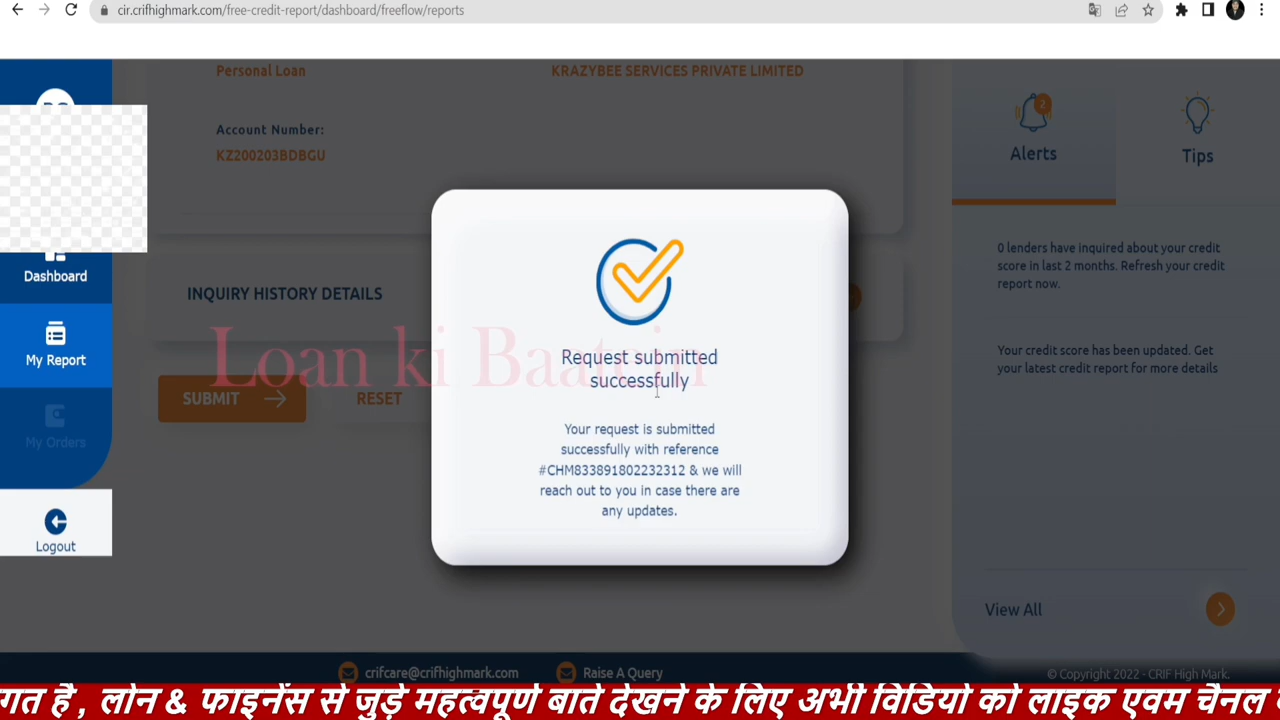 cir.crifhighmark.com/free-credit-report/dashboard/freeflow/reports
Personal Loan
KRAZYBEE SERVICES PRIVATE LIMITED
Account Number:
KZ200203BDBGU
Dashboard
My Report
My Orders
Logout
INQUIRY HISTORY DETAILS
SUBMIT
RESET
Loan ki Baatein
Request submitted
successfully
Your request is submitted
successfully with reference
#CHM833891802232312 & we will
reach out to you in case there are
any updates.
2
Alerts
Tips
0 lenders have inquired about your credit
score in last 2 months. Refresh your credit
report now.
Your credit score has been updated. Get
your latest credit report for more details
View All
crifcare@crifhighmark.com
Raise A Query
© Copyright 2022 - CRIF High Mark.
है , लोन & फाइनेंस से जुड़े महत्वपूर्ण बाते देखने के लिए अभी विडियो को लाइक एवम चैनल